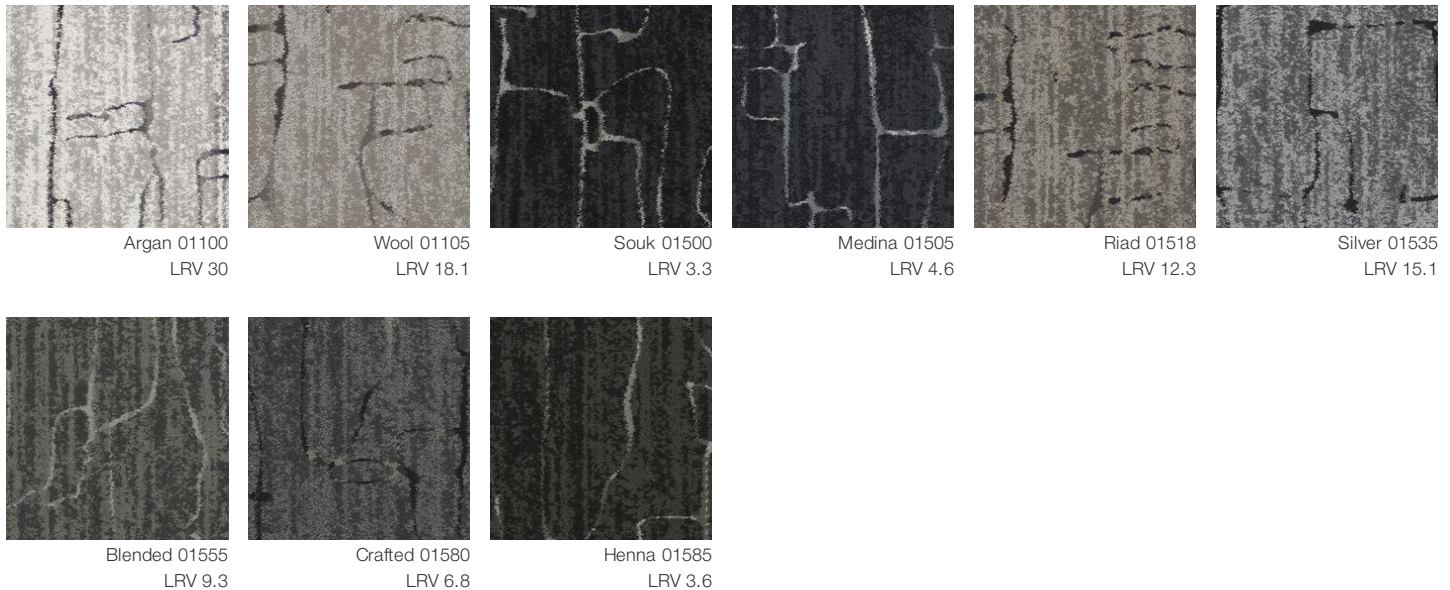 Argan 01100
LRV 30
Wool 01105
LRV 18.1
Souk 01500
LRV 3.3
Medina 01505
LRV 4.6
Riad 01518
LRV 12.3
Silver 01535
LRV 15.1
Blended 01555
LRV 9.3
Crafted 01580
LRV 6.8
Henna 01585
LRV 3.6